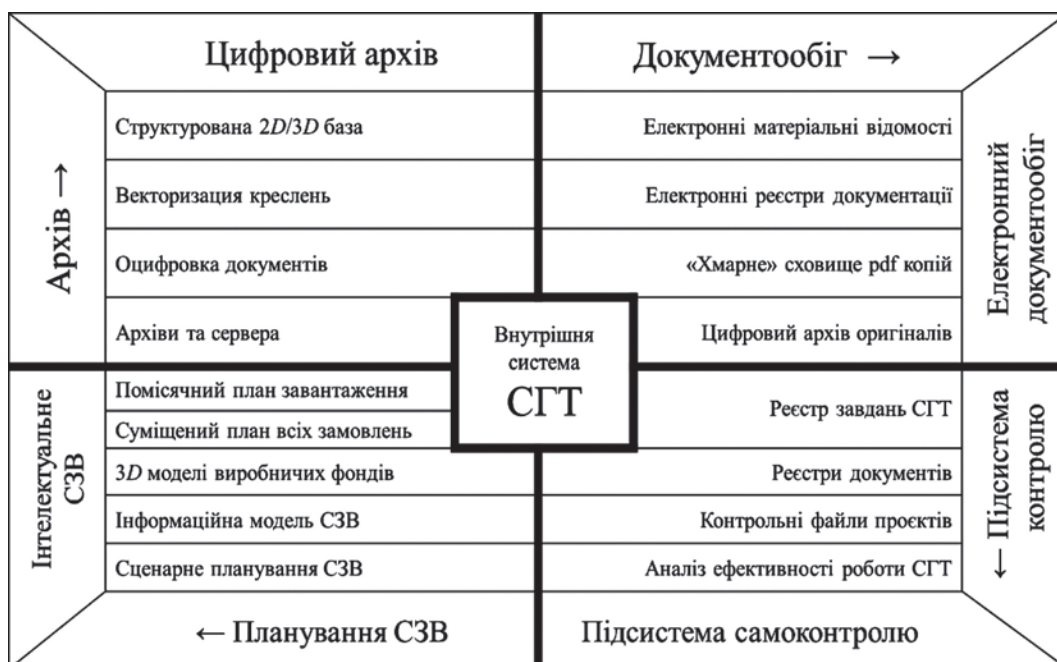 Цифровий архів
Документообіг →
Архів →
Структурована 2D/3D база
Векторизация креслень
Оцифровка документів
Архіви та сервера
Електронні матеріальні відомості
Електронні реєстри документації
«Хмарне» сховище pdf копій
Цифровий архів оригіналів
Електронний
документообіг
Внутрішня
система
СГТ
Інтелектуальне
СЗВ
Помісячний план завантаження
Суміщений план всіх замовлень
3D моделі виробничих фондів
Інформаційна модель СЗВ
Сценарне планування СЗВ
Реєстр завдань СГТ
Реєстри документів
Контрольні файли проєктів
Аналіз ефективності роботи СГТ
← Підсистема
контролю
← Планування СЗВ
Підсистема самоконтролю